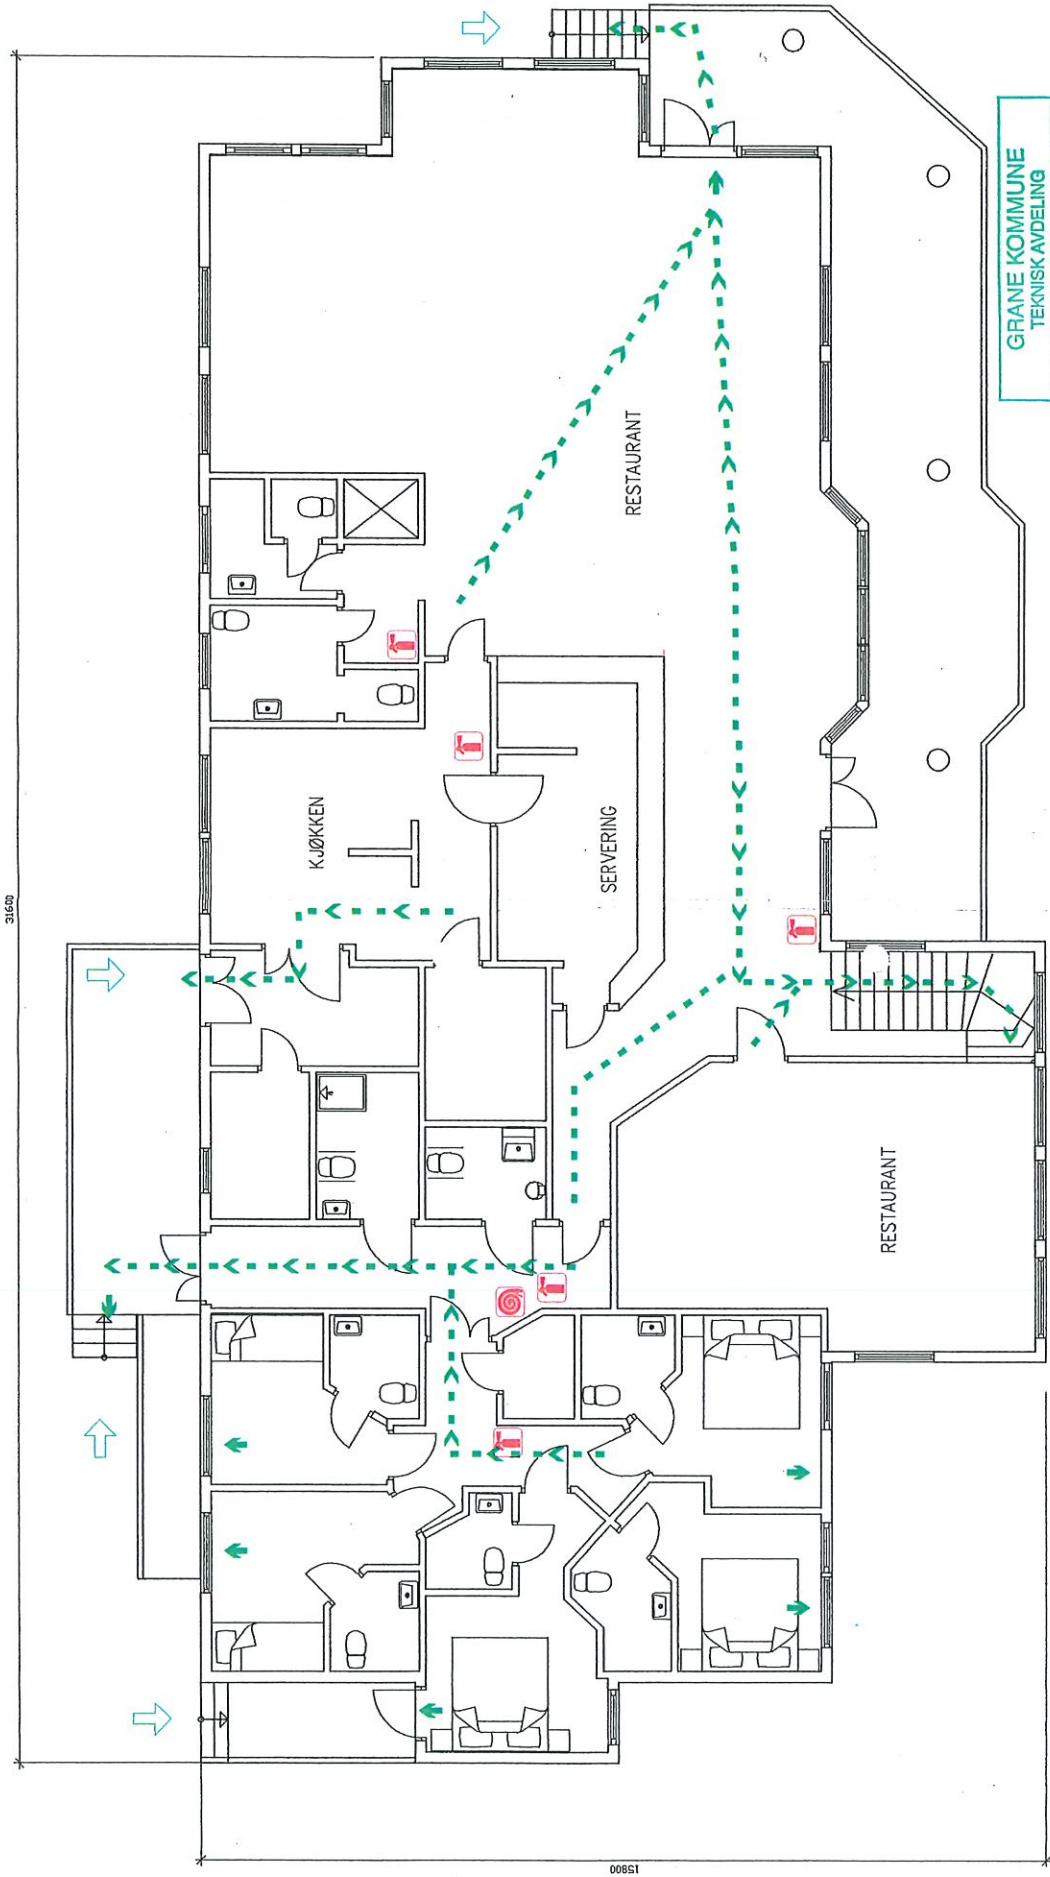 31600
KJØKKEN
SERVERING
RESTAURANT
RESTAURANT
15800
GRANE KOMMUNE
TEKNISK AVDELING